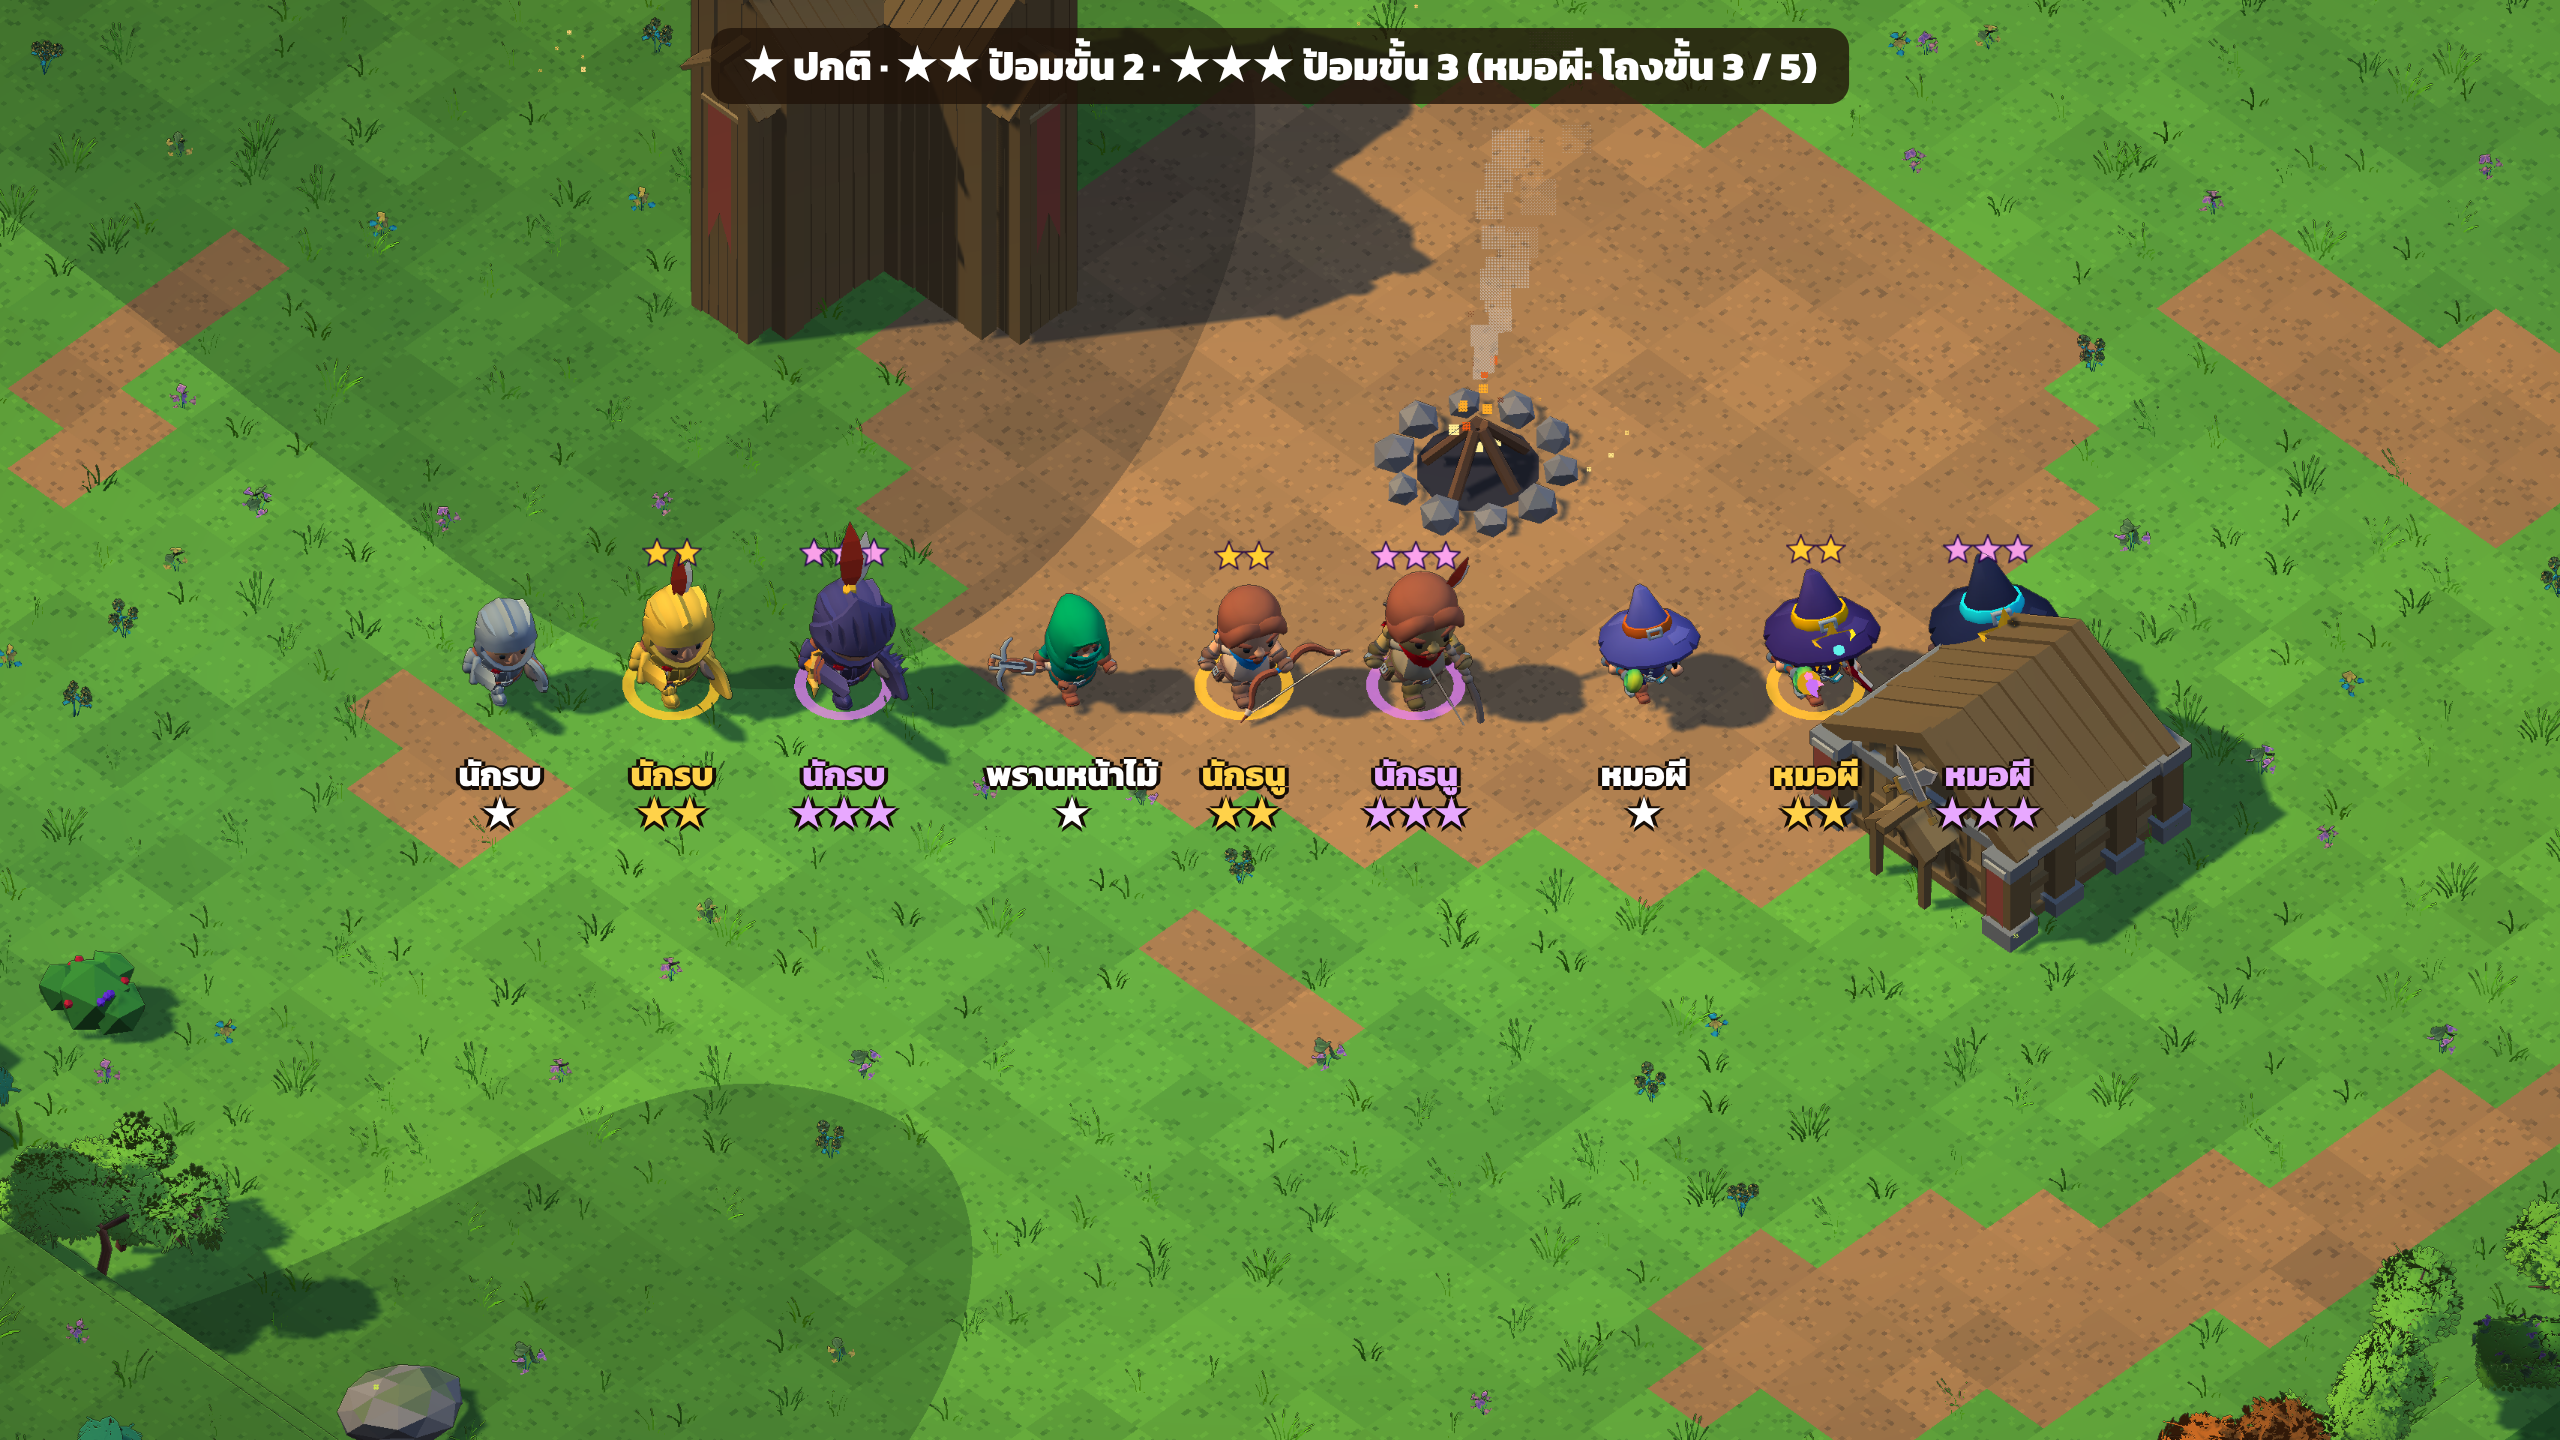 ★ ปกติ · ★★ ป้อมขั้น 2 · ★★★ ป้อมขั้น 3 (หมอผี: โถงขั้น 3 / 5)
นักรบ
★
นักรบ
★★
นักรบ
★★★
พรานหน้าไม้
★
นักธนู
★★
นักธนู
★★★
หมอผี
★
หมอผี
★★
หมอผี
★★★